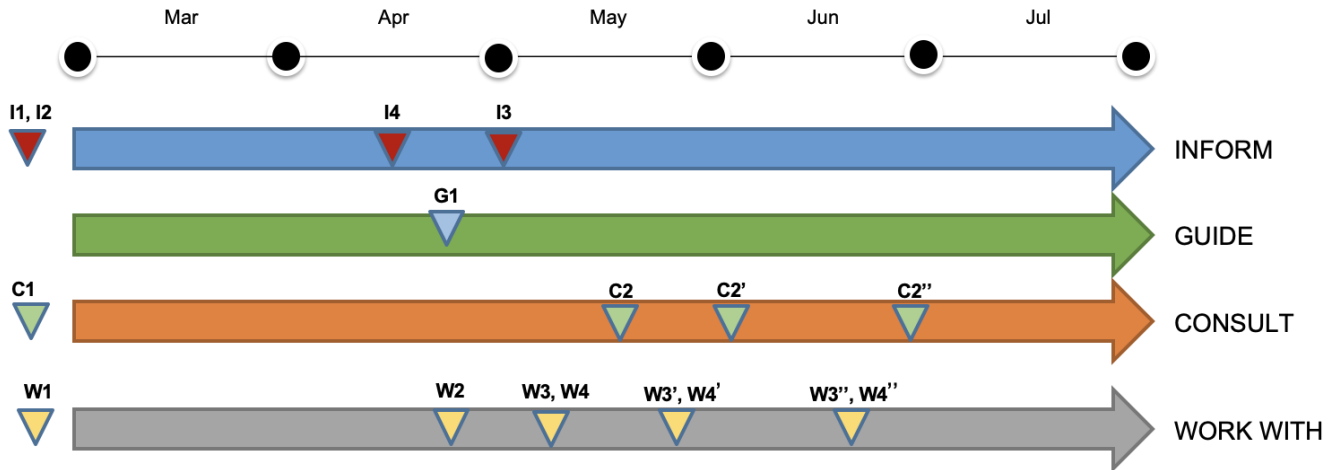 Mar Apr May Jun Jul
I1, I2 I4 I3
INFORM
G1
GUIDE
C1 C2 C2’ C2’’
CONSULT
W1 W2 W3, W4 W3’, W4’ W3’’, W4’’
WORK WITH